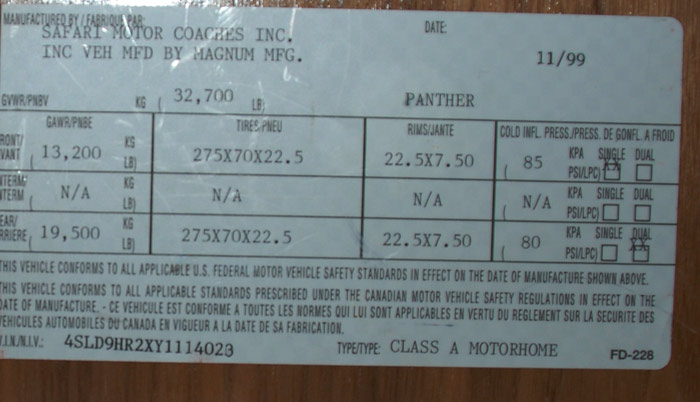 MANUFACTURED BY / FABRIQUE PAR:
SAFARI MOTOR COACHES INC.
DATE:
INC VEH MFD BY MAGNUM MFG.
11/99
GVWR/PNBV KG ( 32,700 LB) PANTHER
GAWR/PNBE TIRES/PNEU RIMS/JANTE COLD INFL. PRESS./PRESS. DE GONFL. A FROID
RONT/ KG KPA SINGLE DUAL
VANT ( 13,200 LB) 275X70X22.5 22.5X7.50 ( 85 PSI/LPC) XX
NTERM/ KG KPA SINGLE DUAL
NTERM ( N/A LB) N/A N/A ( N/A PSI/LPC)
EAR/ KG KPA SINGLE DUAL
RRIERE ( 19,500 LB) 275X70X22.5 22.5X7.50 ( 80 PSI/LPC) XX
THIS VEHICLE CONFORMS TO ALL APPLICABLE U.S. FEDERAL MOTOR VEHICLE SAFETY STANDARDS IN EFFECT ON THE DATE OF MANUFACTURE SHOWN ABOVE.
THIS VEHICLE CONFORMS TO ALL APPLICABLE STANDARDS PRESCRIBED UNDER THE CANADIAN MOTOR VEHICLE SAFETY REGULATIONS IN EFFECT ON THE
DATE OF MANUFACTURE. - CE VEHICULE EST CONFORME A TOUTES LES NORMES QUI LUI SONT APPLICABLES EN VERTU DU REGLEMENT SUR LA SECURITE DES
VEHICULES AUTOMOBILES DU CANADA EN VIGUEUR A LA DATE DE SA FABRICATION.
V.I.N./N.I.V.: 4SLD9HR2XY1114023 TYPE/TYPE: CLASS A MOTORHOME FD-228